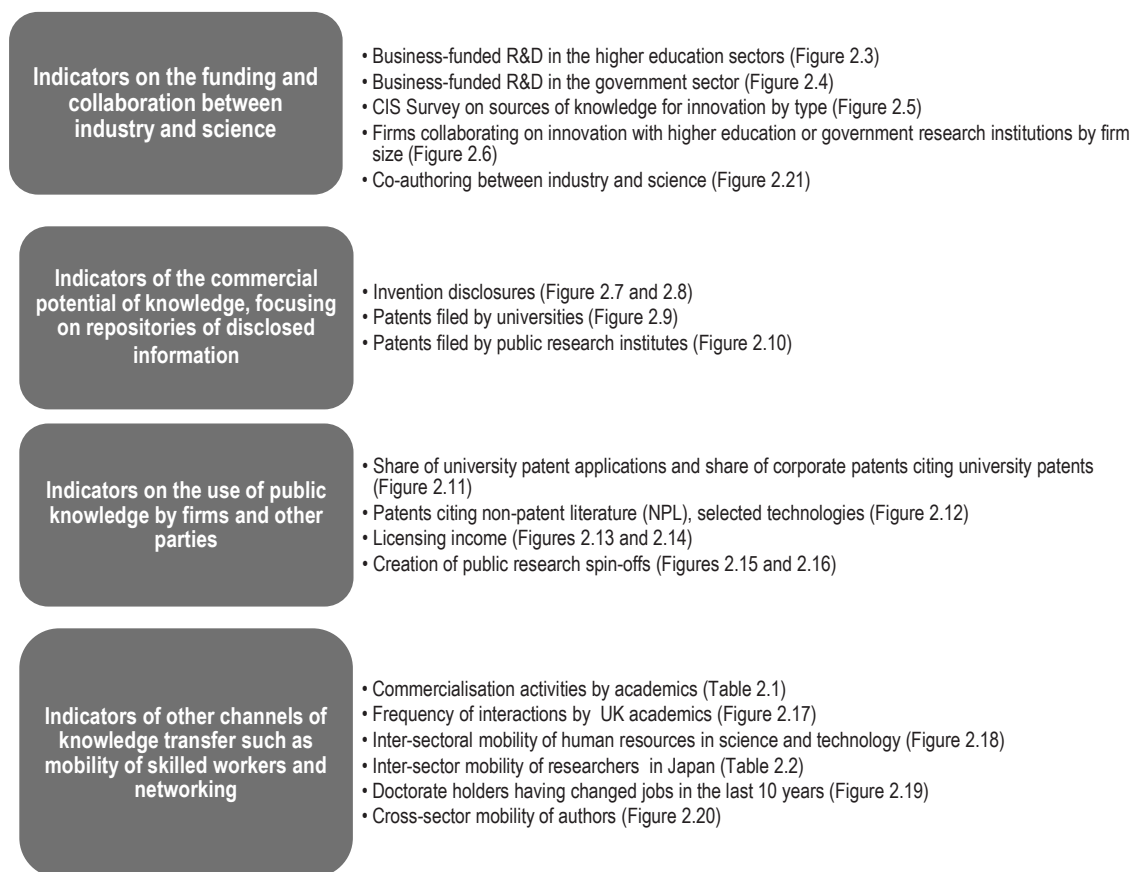 Indicators on the funding and
collaboration between
industry and science
• Business-funded R&D in the higher education sectors (Figure 2.3)
• Business-funded R&D in the government sector (Figure 2.4)
• CIS Survey on sources of knowledge for innovation by type (Figure 2.5)
• Firms collaborating on innovation with higher education or government research institutions by firm
size (Figure 2.6)
• Co-authoring between industry and science (Figure 2.21)
Indicators of the commercial
potential of knowledge, focusing
on repositories of disclosed
information
• Invention disclosures (Figure 2.7 and 2.8)
• Patents filed by universities (Figure 2.9)
• Patents filed by public research institutes (Figure 2.10)
Indicators on the use of public
knowledge by firms and other
parties
• Share of university patent applications and share of corporate patents citing university patents
(Figure 2.11)
• Patents citing non-patent literature (NPL), selected technologies (Figure 2.12)
• Licensing income (Figures 2.13 and 2.14)
• Creation of public research spin-offs (Figures 2.15 and 2.16)
Indicators of other channels of
knowledge transfer such as
mobility of skilled workers and
networking
• Commercialisation activities by academics (Table 2.1)
• Frequency of interactions by UK academics (Figure 2.17)
• Inter-sectoral mobility of human resources in science and technology (Figure 2.18)
• Inter-sector mobility of researchers in Japan (Table 2.2)
• Doctorate holders having changed jobs in the last 10 years (Figure 2.19)
• Cross-sector mobility of authors (Figure 2.20)